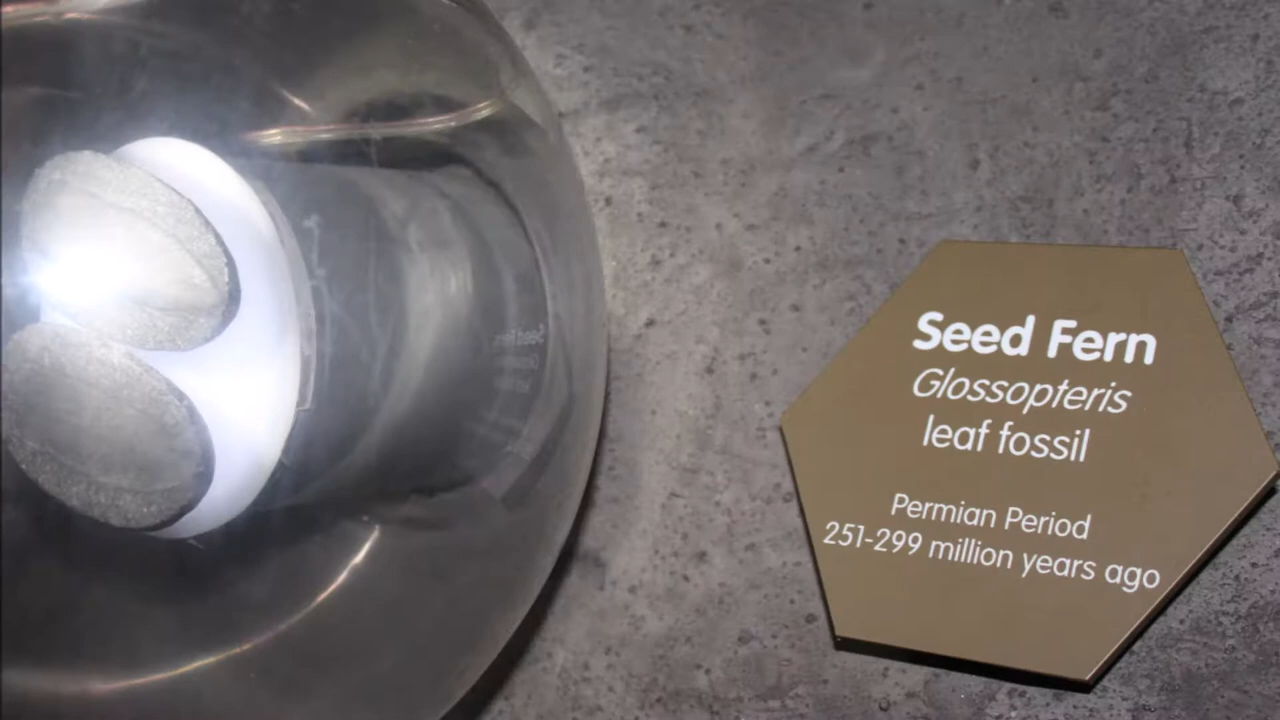 Seed Fern
Glossopteris
leaf fossil
Permian Period
251-299 million years ago